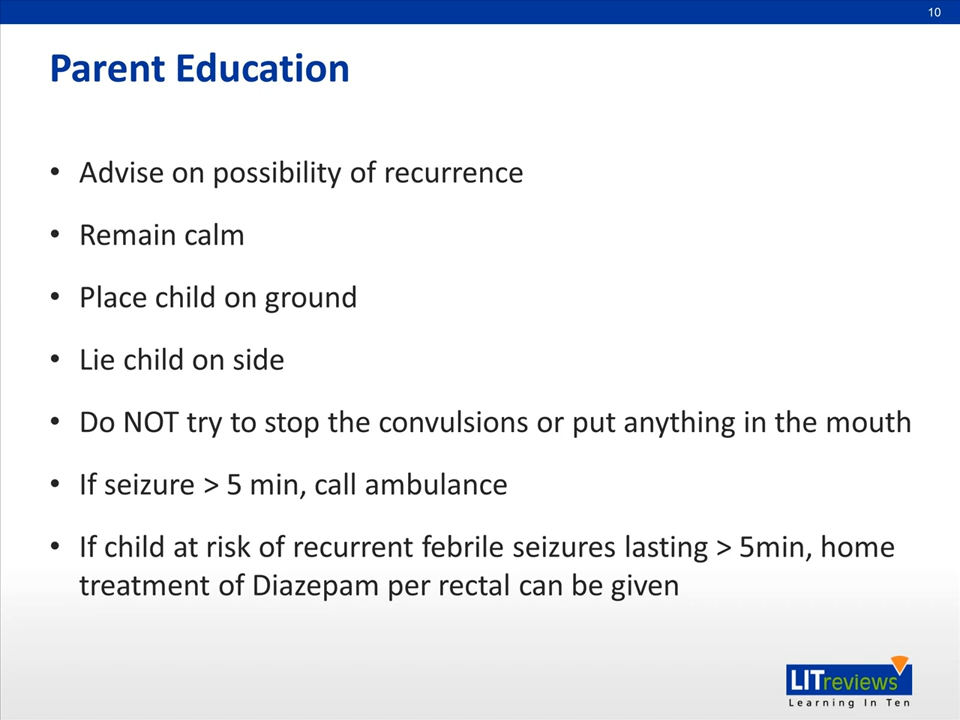 10
Parent Education
• Advise on possibility of recurrence
• Remain calm
• Place child on ground
• Lie child on side
• Do NOT try to stop the convulsions or put anything in the mouth
• If seizure > 5 min, call ambulance
• If child at risk of recurrent febrile seizures lasting > 5min, home
treatment of Diazepam per rectal can be given
LITreviews
Learning In Ten